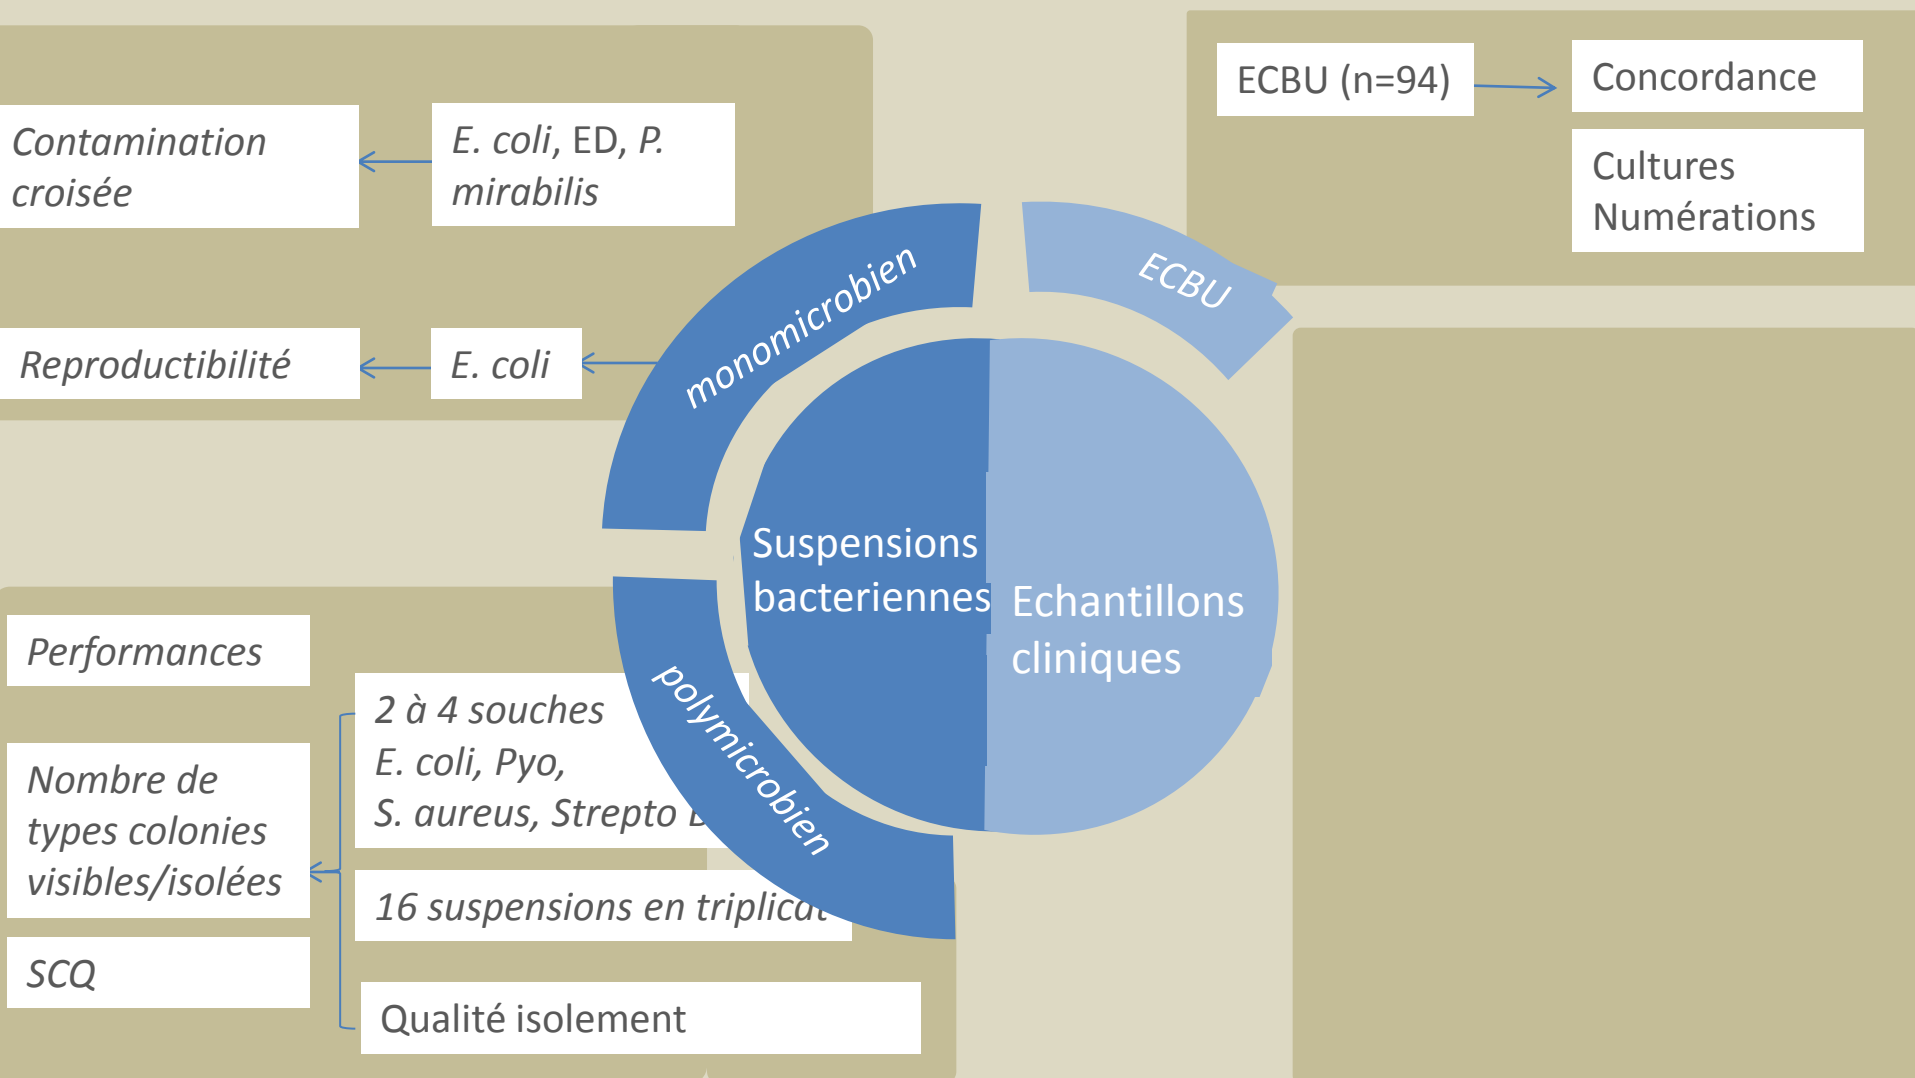 Contamination
croisée
E. coli, ED, P.
mirabilis
Reproductibilité
E. coli
monomicrobien
ECBU (n=94)
Concordance
Cultures
Numérations
ECBU
Suspensions
bacteriennes
Echantillons
cliniques
polymicrobien
Performances
Nombre de
types colonies
visibles/isolées
SCQ
2 à 4 souches
E. coli, Pyo,
S. aureus, Strepto
16 suspensions en triplicat
Qualité isolement